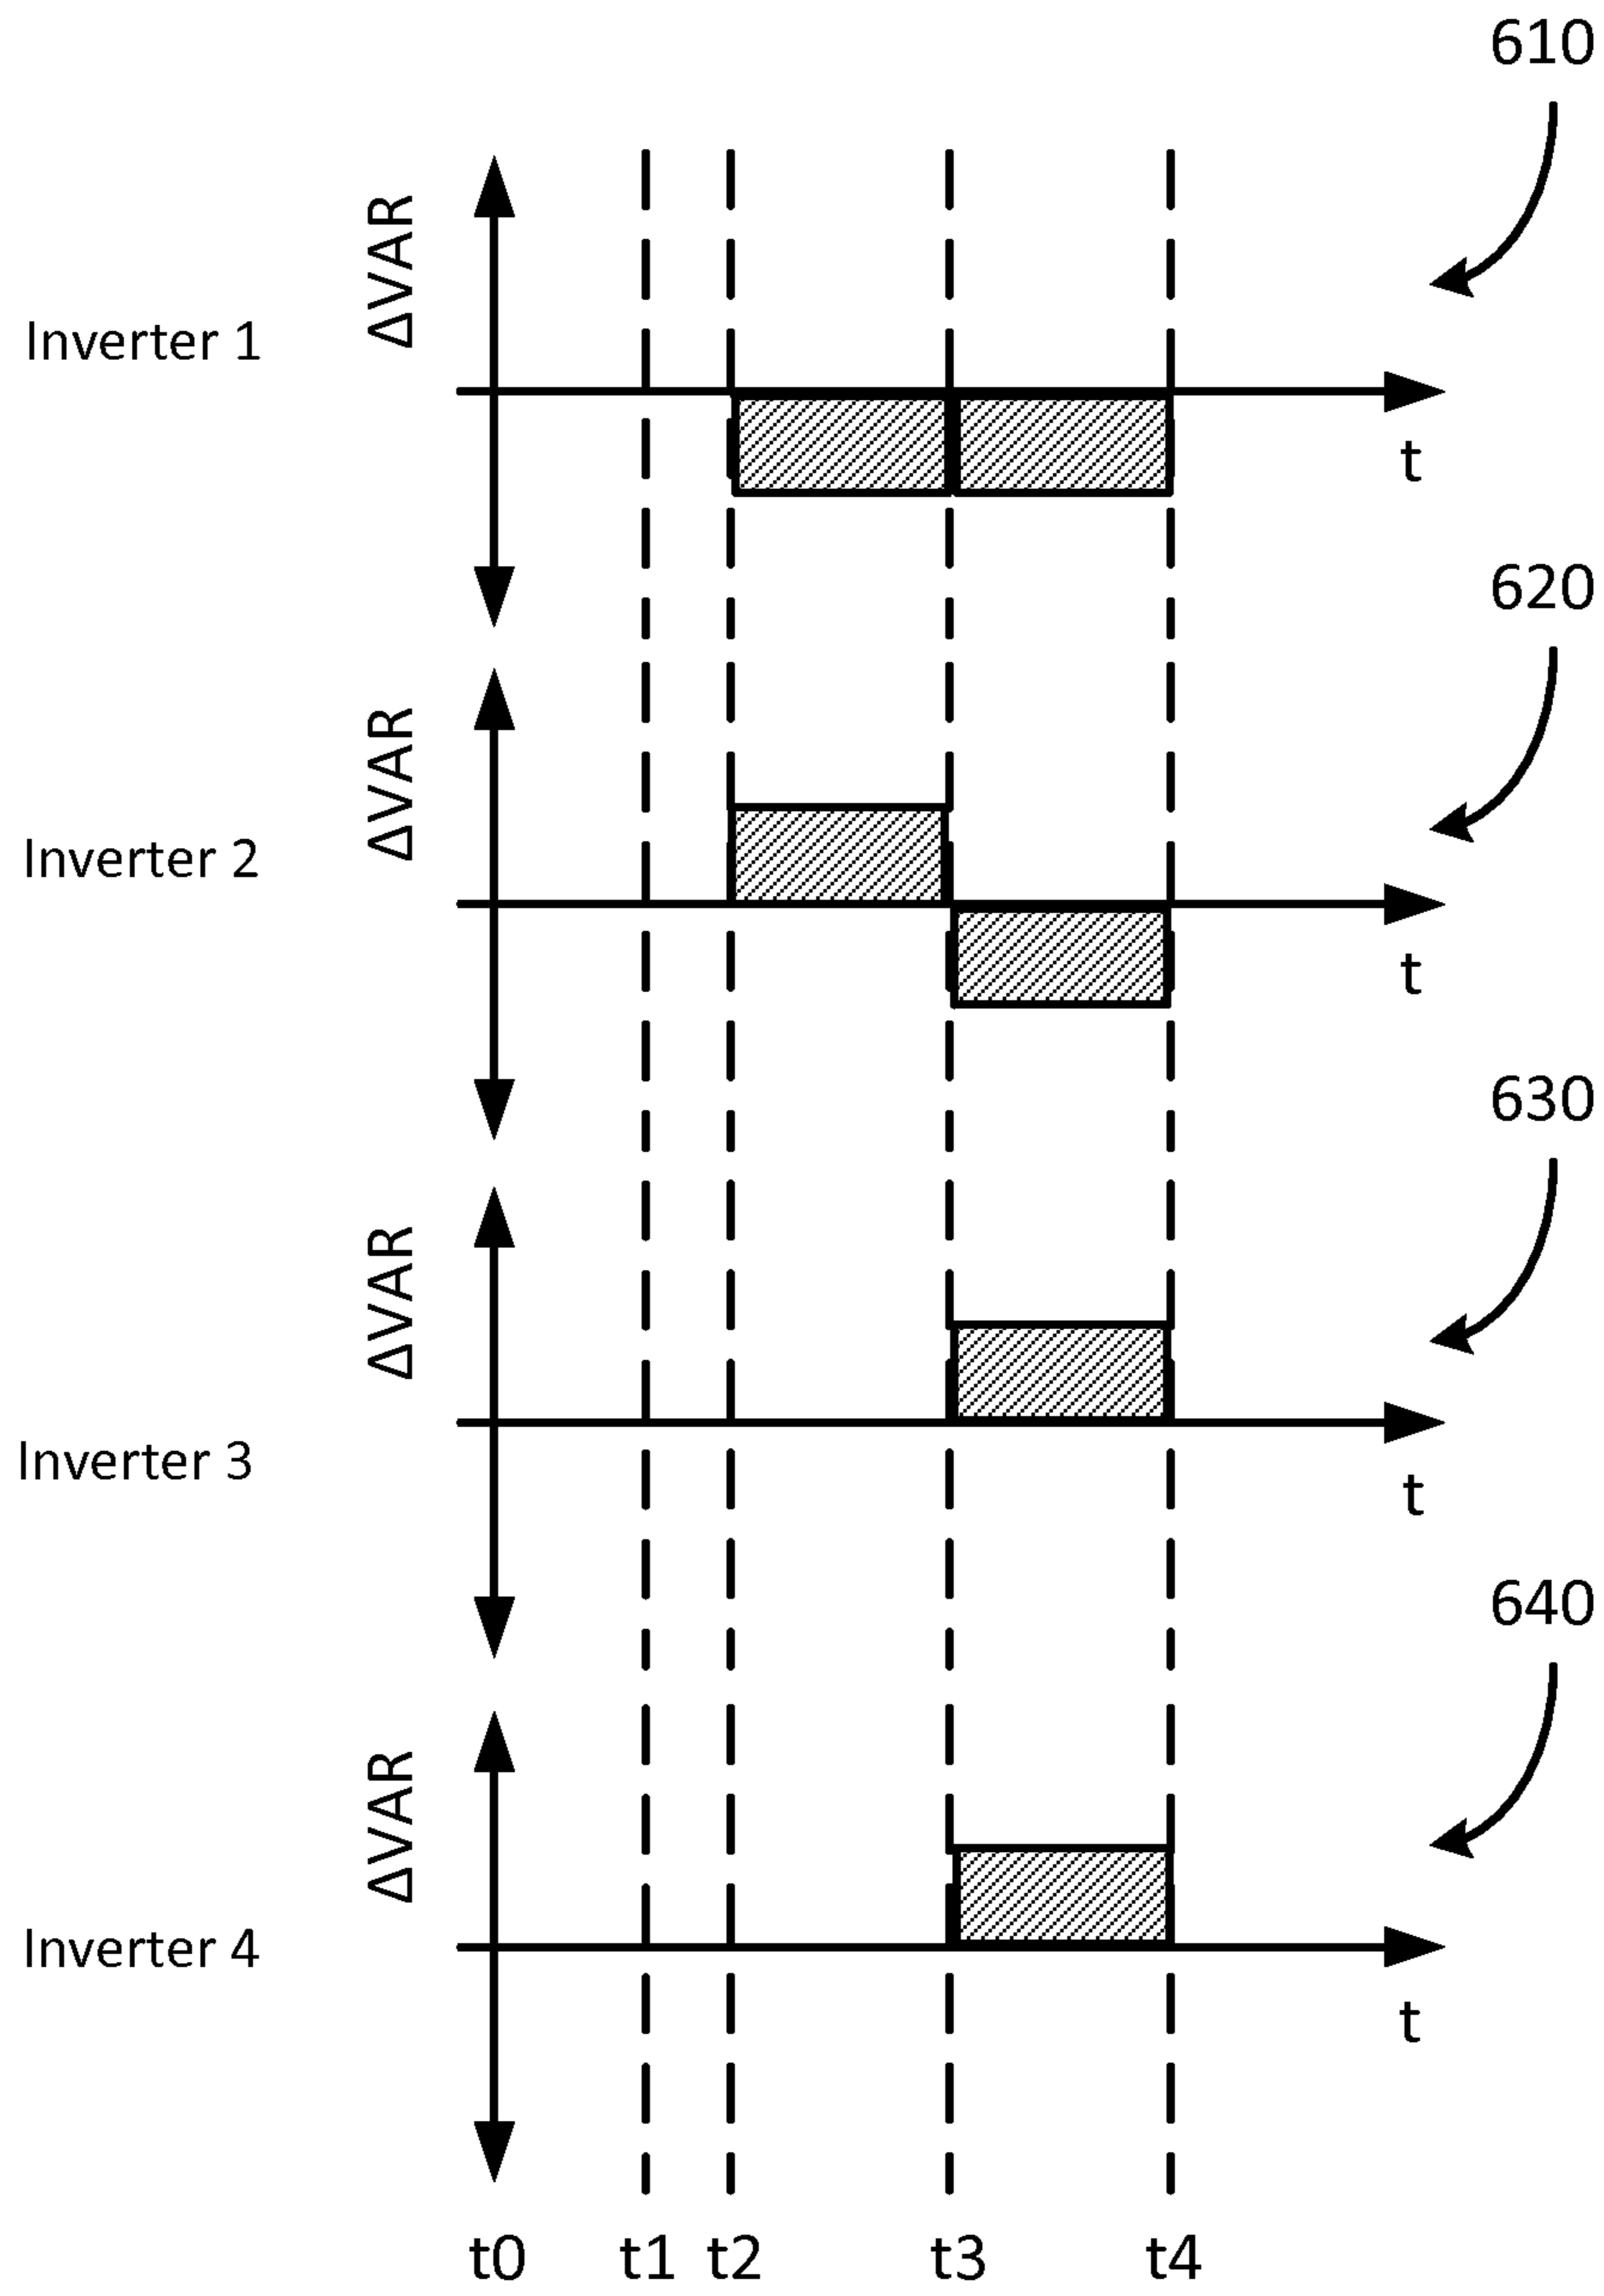 610
ΔVAR
Inverter 1
t
620
ΔVAR
Inverter 2
t
630
ΔVAR
Inverter 3
t
640
ΔVAR
Inverter 4
t
t0 t1 t2 t3 t4